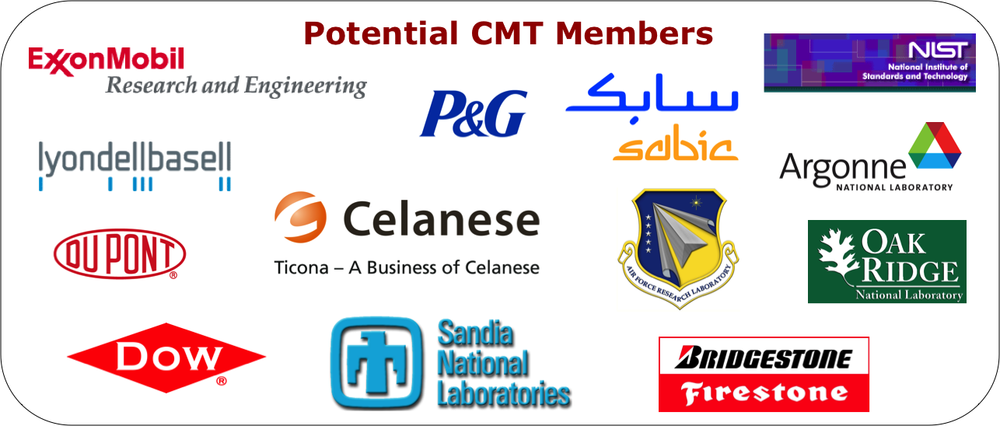 Potential CMT Members
ExxonMobil
Research and Engineering
P&G
سابك
sabic
NIST
National Institute of
Standards and Technology
lyondellbasell
Argonne
NATIONAL LABORATORY
Celanese
Ticona – A Business of Celanese
DU PONT
®
AIR FORCE RESEARCH LABORATORY
OAK
RIDGE
National Laboratory
DOW
®
Sandia
National
Laboratories
BRIDGESTONE
Firestone